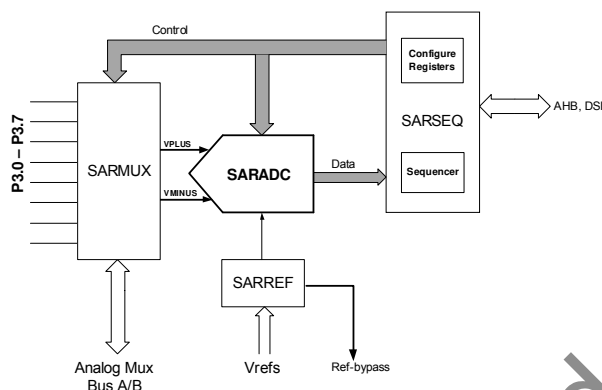 Control
Configure
Registers
P3.0 – P3.7
AHB, DSI
SARSEQ
VPLUS
SARMUX
SARADC
Data
Sequencer
VMINUS
SARREF
Analog Mux
Bus A/B
Vrefs
Ref-bypass